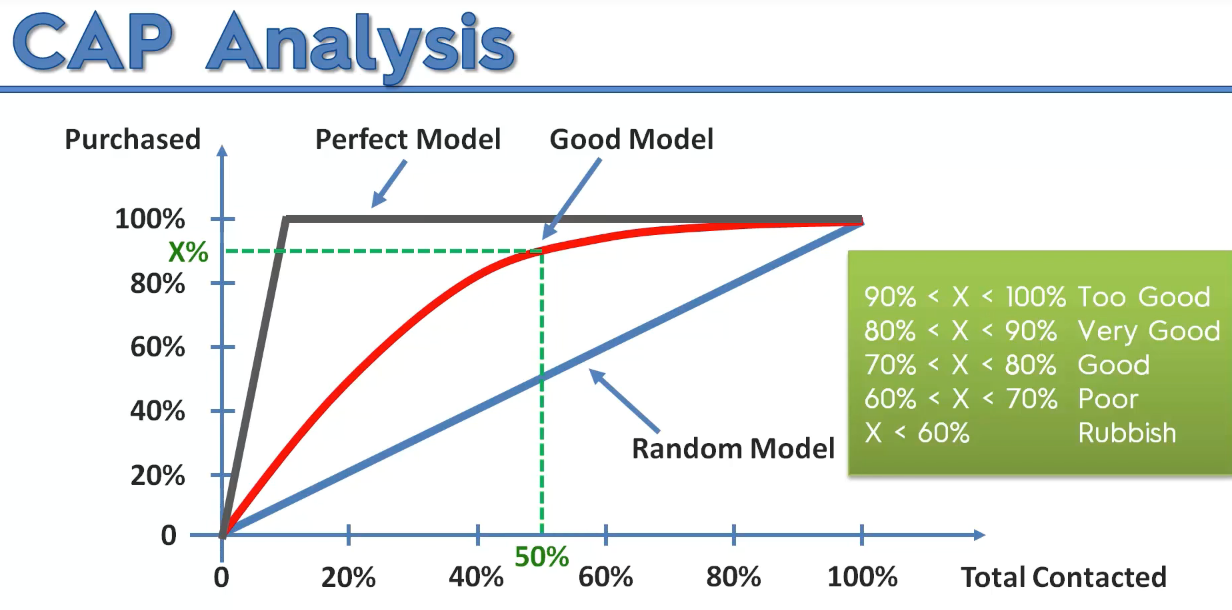 CAP Analysis
Purchased
Perfect Model
Good Model
100%
X%
80%
60%
40%
20%
0
90% < X < 100% Too Good
80% < X < 90% Very Good
70% < X < 80% Good
60% < X < 70% Poor
X < 60% Rubbish
Random Model
50%
0 20% 40% 60% 80% 100% Total Contacted